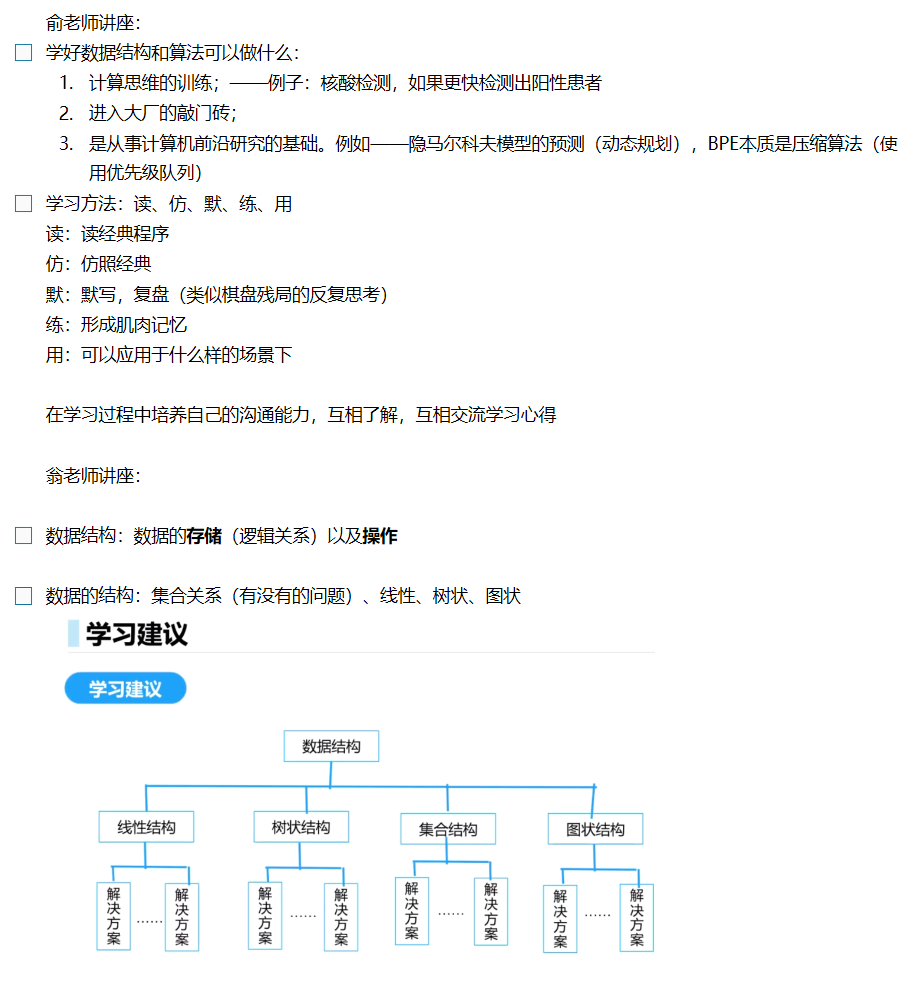 俞老师讲座：
学好数据结构和算法可以做什么：
1. 计算思维的训练；——例子：核酸检测，如果更快检测出阳性患者
2. 进入大厂的敲门砖；
3. 是从事计算机前沿研究的基础。例如——隐马尔科夫模型的预测（动态规划），BPE本质是压缩算法（使
用优先级队列）
学习方法：读、仿、默、练、用
读：读经典程序
仿：仿照经典
默：默写，复盘（类似棋盘残局的反复思考）
练：形成肌肉记忆
用：可以应用于什么样的场景下
在学习过程中培养自己的沟通能力，互相了解，互相交流学习心得
翁老师讲座：
数据结构：数据的存储（逻辑关系）以及操作
数据的结构：集合关系（有没有的问题）、线性、树状、图状
学习建议
学习建议
数据结构
线性结构 树状结构 集合结构 图状结构
解决方案 …… 解决方案 解决方案 …… 解决方案 解决方案 …… 解决方案 解决方案 …… 解决方案